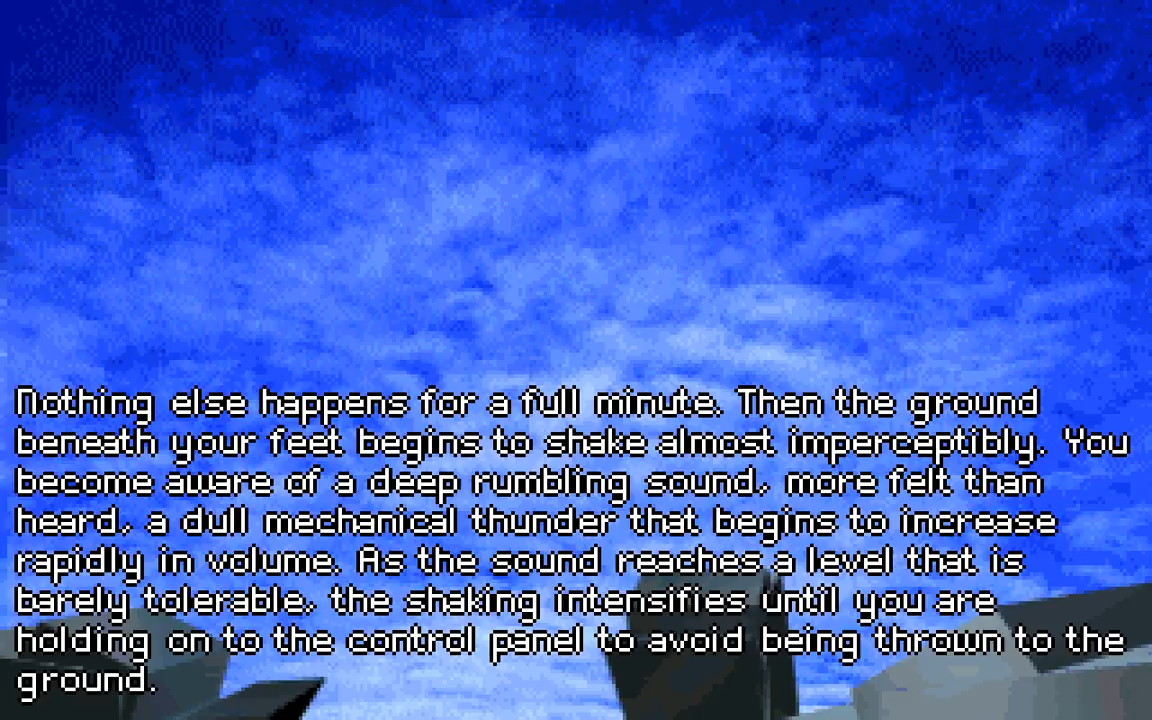 Nothing else happens for a full minute. Then the ground
beneath your feet begins to shake almost imperceptibly. You
become aware of a deep rumbling sound, more felt than
heard, a dull mechanical thunder that begins to increase
rapidly in volume. As the sound reaches a level that is
barely tolerable, the shaking intensifies until you are
holding on to the control panel to avoid being thrown to the
ground.